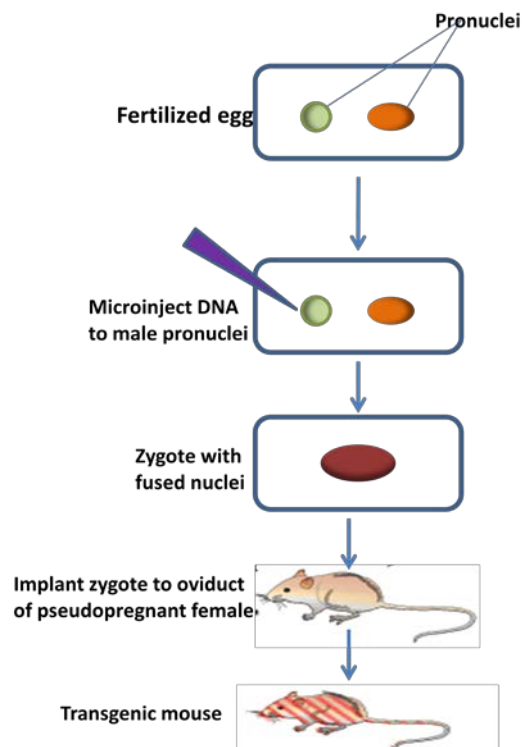 Pronuclei
Fertilized egg
Microinject DNA
to male pronuclei
Zygote with
fused nuclei
Implant zygote to oviduct
of pseudopregnant female
Transgenic mouse